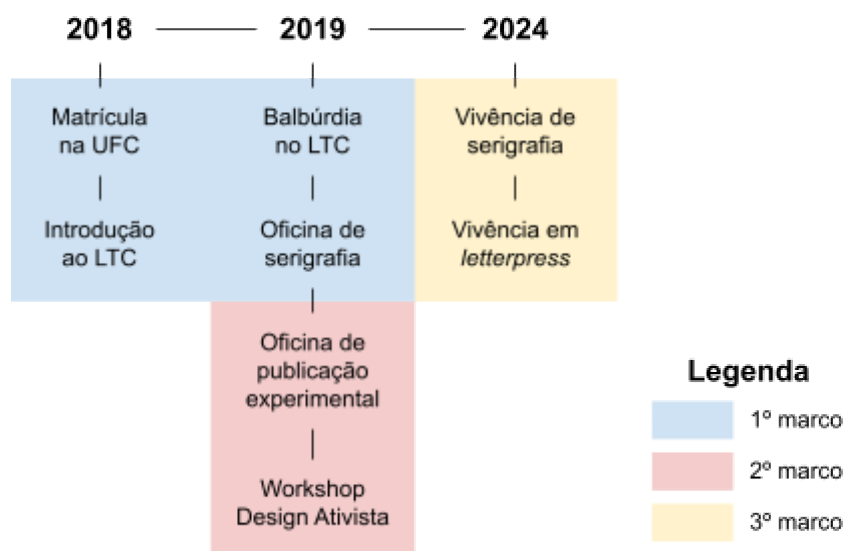 2018
2019
2024
Matrícula
na UFC
Introdução
ao LTC
Balbúrdia
no LTC
Oficina de
serigrafia
Oficina de
publicação
experimental
Workshop
Design Ativista
Vivência de
serigrafia
Vivência em
letterpress
Legenda
1º marco
2º marco
3º marco